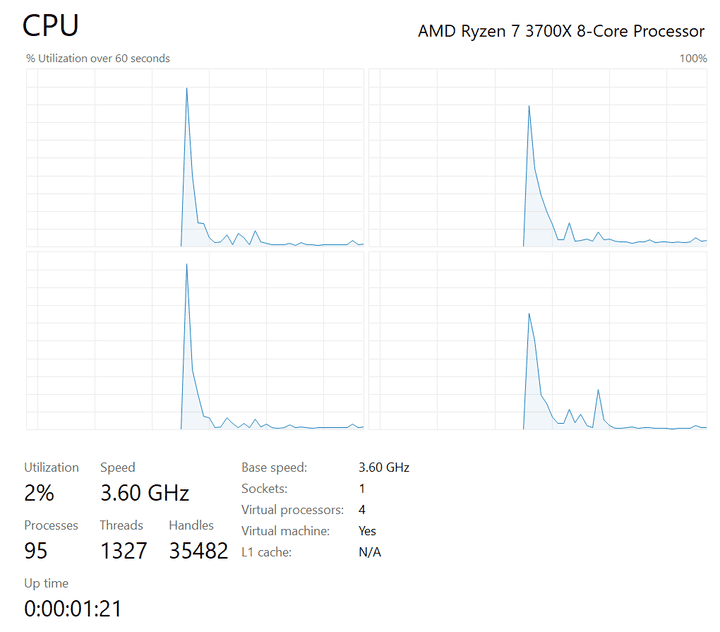 CPU
AMD Ryzen 7 3700X 8-Core Processor
% Utilization over 60 seconds
100%
Utilization
Speed
2%
3.60 GHz
Processes
Threads
Handles
95
1327
35482
Up time
0:00:01:21
Base speed: 3.60 GHz
Sockets: 1
Virtual processors: 4
Virtual machine: Yes
L1 cache: N/A